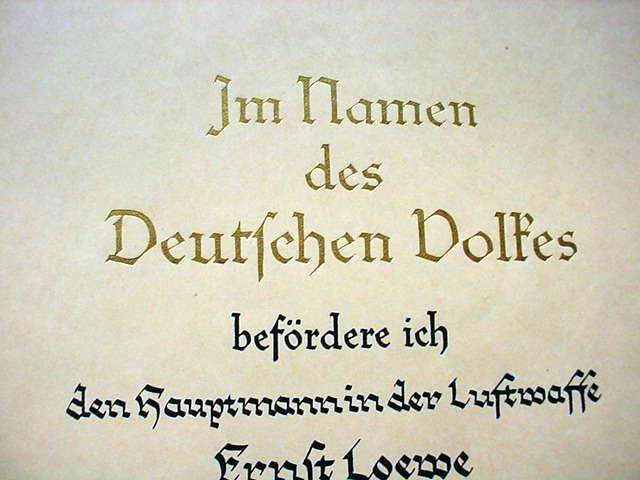 Im Namen
des
Deutschen Volkes
befördere ich
den Hauptmann in der Luftwaffe
Ernst Loewe